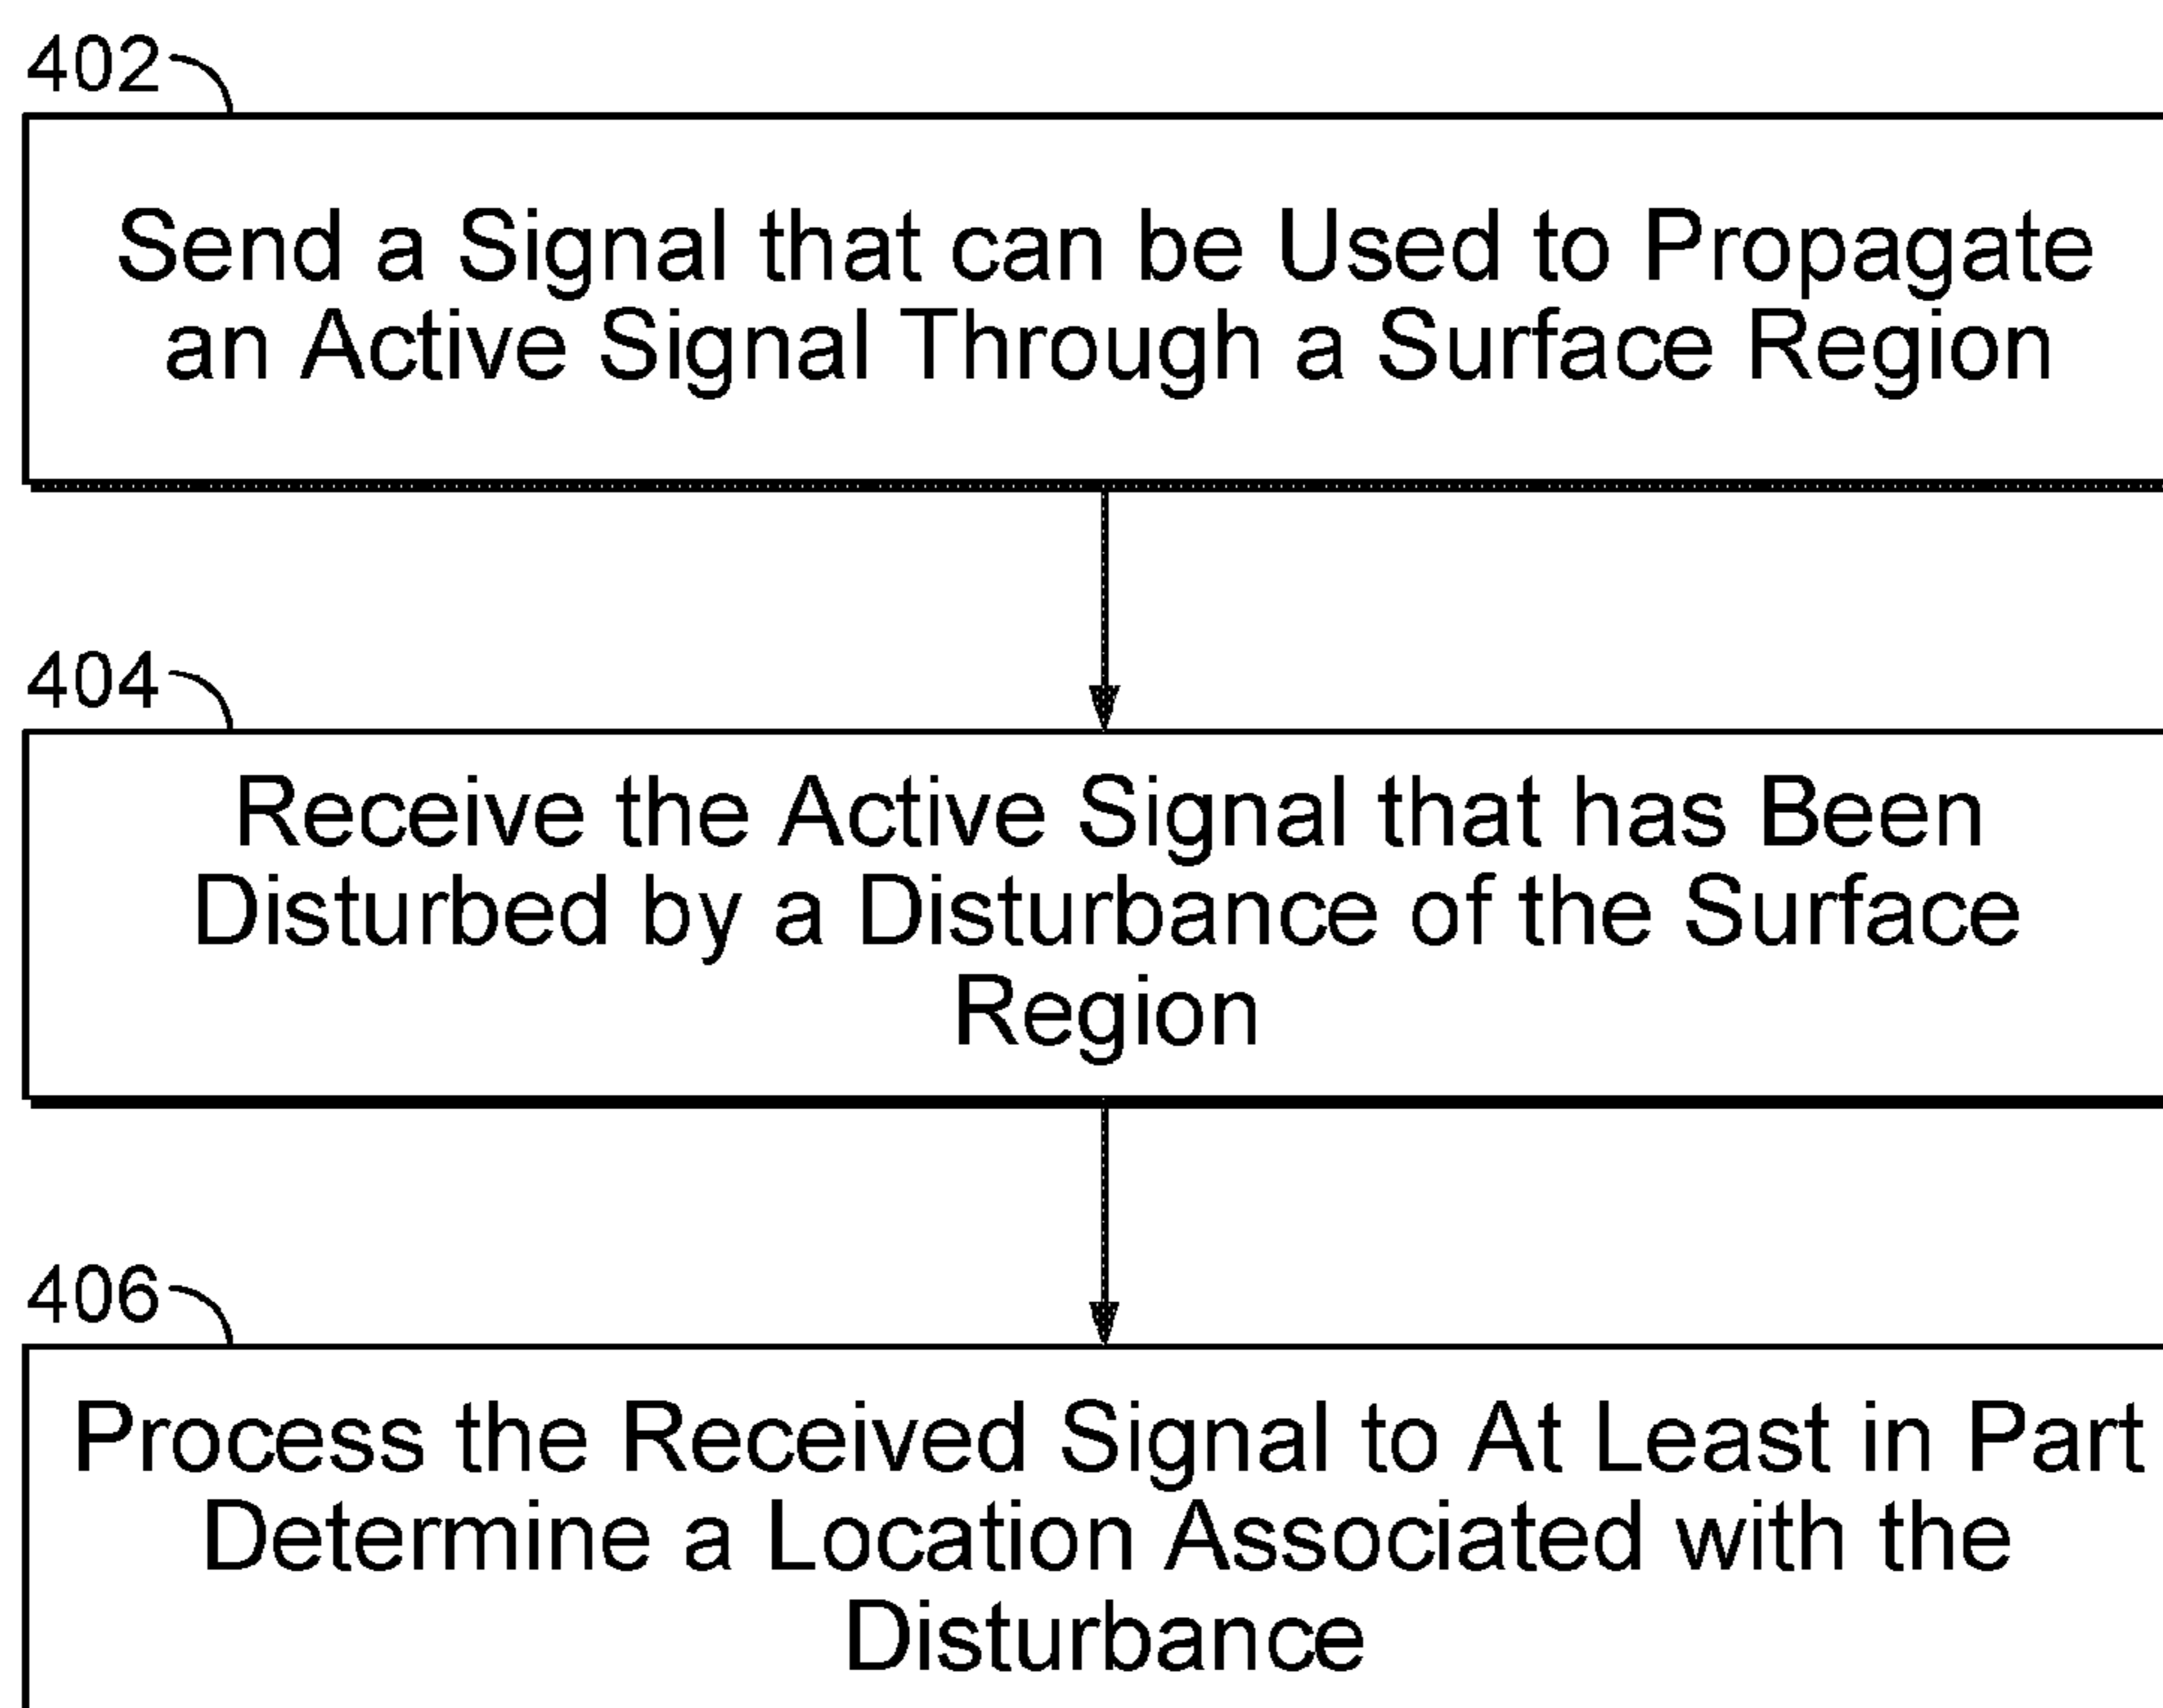 402
Send a Signal that can be Used to Propagate
an Active Signal Through a Surface Region
404
Receive the Active Signal that has Been
Disturbed by a Disturbance of the Surface
Region
406
Process the Received Signal to At Least in Part
Determine a Location Associated with the
Disturbance